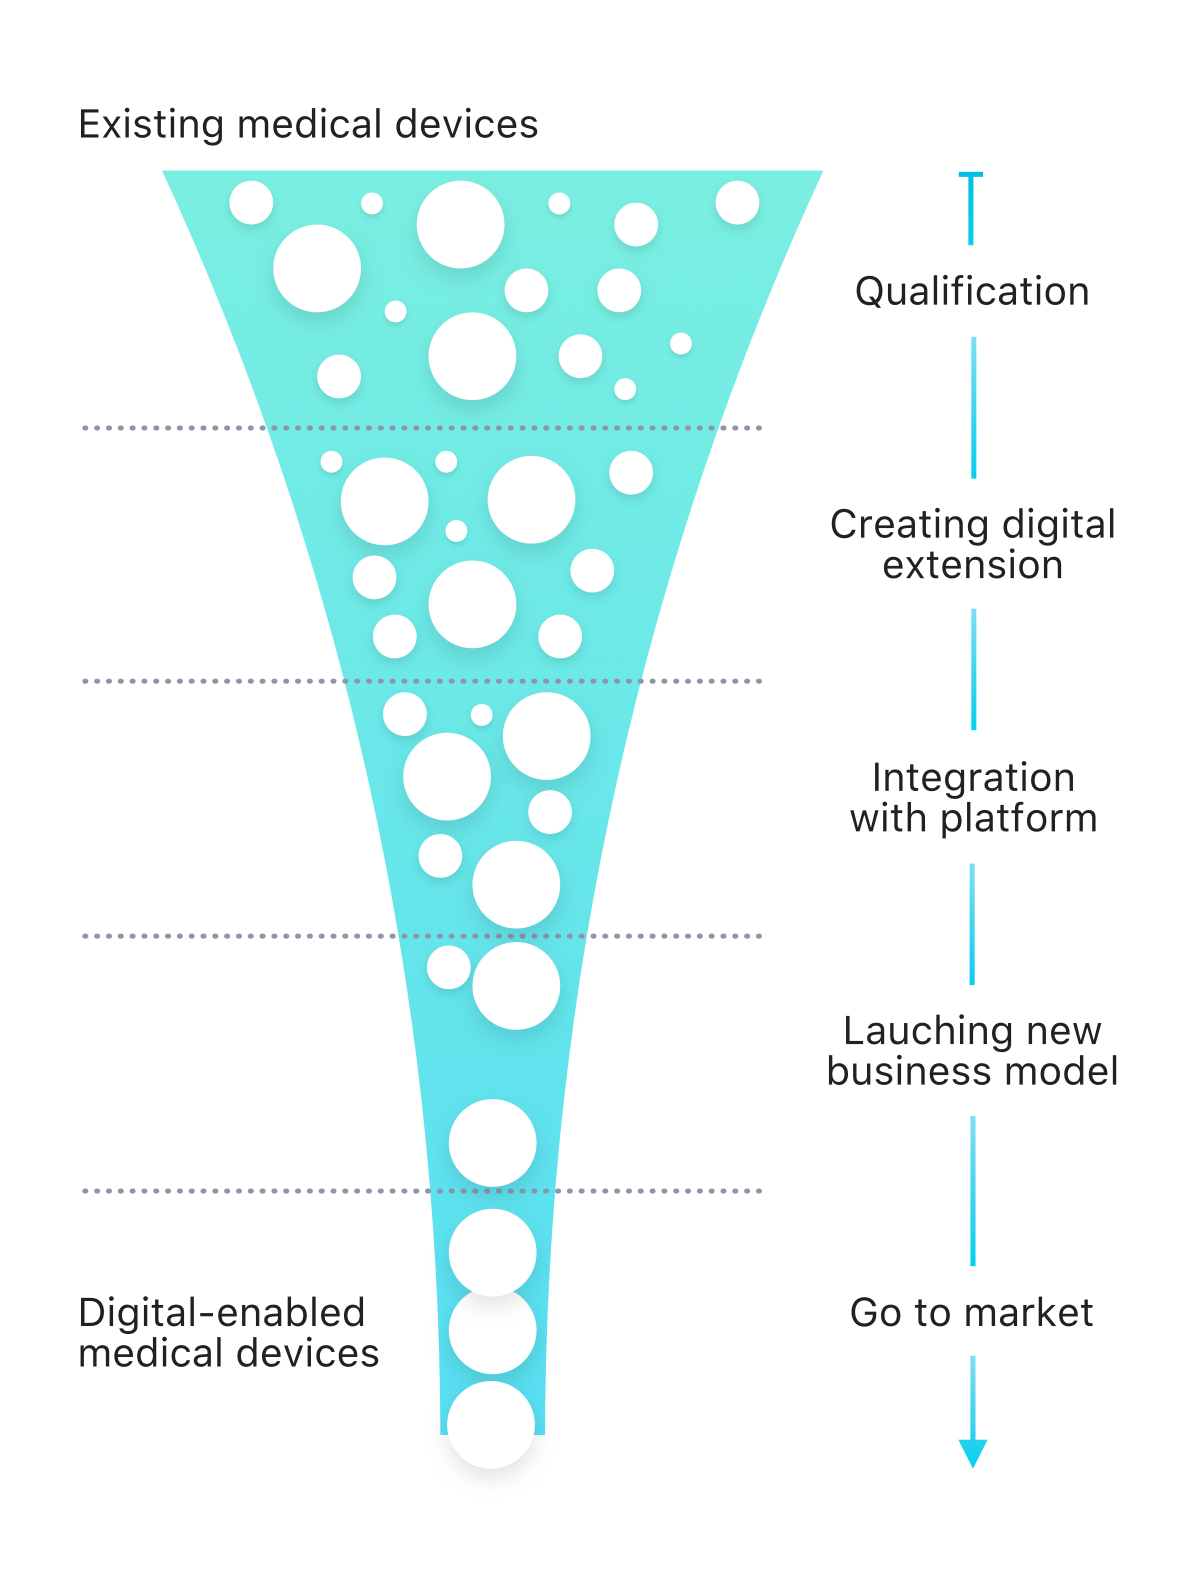 Existing medical devices
Qualification
Creating digital
extension
Integration
with platform
Lauching new
business model
Digital-enabled
medical devices
Go to market